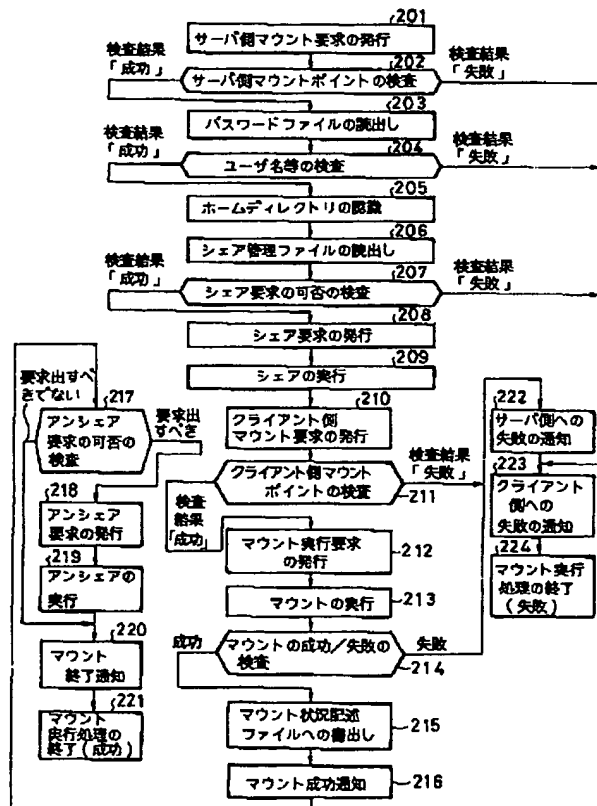 201
サーバ側マウント要求の発行
検査結果
「成功」
202
サーバ側マウントポイントの検査
検査結果
「失敗」
203
パスワードファイルの読出し
検査結果
「成功」
204
ユーザ名等の検査
検査結果
「失敗」
205
ホームディレクトリの認識
206
シェア管理ファイルの読出し
検査結果
「成功」
207
シェア要求の可否の検査
検査結果
「失敗」
208
シェア要求の発行
209
シェアの実行
210
クライアント側
マウント要求の発行
検査結果
「失敗」
クライアント側マウント
ポイントの検査
211
検査
結果
「成功」
マウント実行要求
の発行
212
マウントの実行
213
成功
マウントの成功/失敗の
検査
失敗
214
マウント状況記述
ファイルへの書出し
215
マウント成功通知
216
要求出すべ
きでない
217
アンシェア
要求の可否の
検査
要求出
すべき
218
アンシェア
要求の発行
219
アンシェアの
実行
220
マウント
終了通知
221
マウント
実行処理の
終了(成功)
222
サーバ側への
失敗の通知
223
クライアント
側への
失敗の通知
224
マウント実行
処理の終了
(失敗)